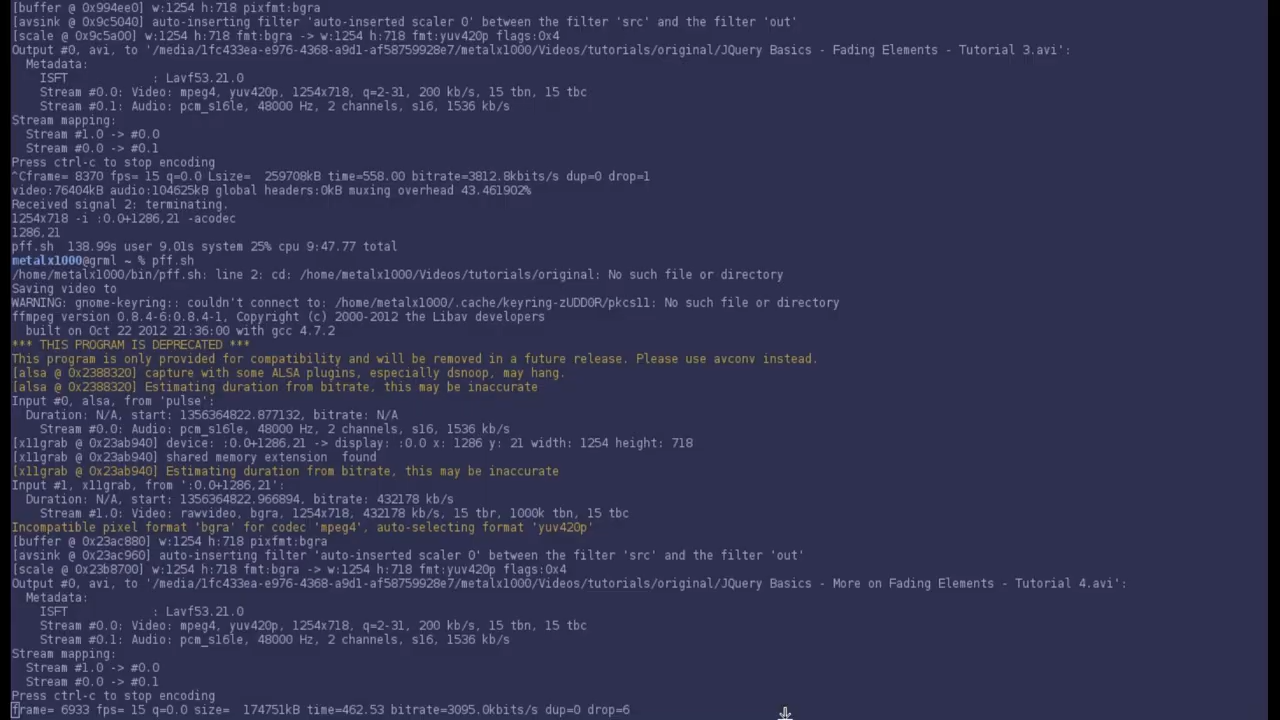 [buffer @ 0x994ee0] w:1254 h:718 pixfmt:bgra
[avsink @ 0x9c5040] auto-inserting filter 'auto-inserted scaler 0' between the filter 'src' and the filter 'out'
[scale @ 0x9c5a00] w:1254 h:718 fmt:bgra -> w:1254 h:718 fmt:yuv420p flags:0x4
Output #0, avi, to '/media/1fc433ea-e976-4368-a9d1-af58759928e7/metalx1000/Videos/tutorials/original/JQuery Basics - Fading Elements - Tutorial 3.avi':
  Metadata:
    ISFT            : Lavf53.21.0
    Stream #0.0: Video: mpeg4, yuv420p, 1254x718, q=2-31, 200 kb/s, 15 tbn, 15 tbc
    Stream #0.1: Audio: pcm_s16le, 48000 Hz, 2 channels, s16, 1536 kb/s
Stream mapping:
  Stream #1.0 -> #0.0
  Stream #0.0 -> #0.1
Press ctrl-c to stop encoding
^Cframe= 8370 fps= 15 q=0.0 Lsize=  259708kB time=558.00 bitrate=3812.8kbits/s dup=0 drop=1
video:76404kB audio:104625kB global headers:0kB muxing overhead 43.461902%
Received signal 2: terminating.
1254x718 -i :0.0+1286,21 -acodec
1286,21
pff.sh  138.99s user 9.01s system 25% cpu 9:47.77 total
metalx1000@grml ~ % pff.sh
/home/metalx1000/bin/pff.sh: line 2: cd: /home/metalx1000/Videos/tutorials/original: No such file or directory
Saving video to
WARNING: gnome-keyring:: couldn't connect to: /home/metalx1000/.cache/keyring-zUDD0R/pkcs11: No such file or directory
ffmpeg version 0.8.4-6:0.8.4-1, Copyright (c) 2000-2012 the Libav developers
  built on Oct 22 2012 21:36:00 with gcc 4.7.2
*** THIS PROGRAM IS DEPRECATED ***
This program is only provided for compatibility and will be removed in a future release. Please use avconv instead.
[alsa @ 0x2388320] capture with some ALSA plugins, especially dsnoop, may hang.
[alsa @ 0x2388320] Estimating duration from bitrate, this may be inaccurate
Input #0, alsa, from 'pulse':
  Duration: N/A, start: 1356364822.877132, bitrate: N/A
    Stream #0.0: Audio: pcm_s16le, 48000 Hz, 2 channels, s16, 1536 kb/s
[x11grab @ 0x23ab940] device: :0.0+1286,21 -> display: :0.0 x: 1286 y: 21 width: 1254 height: 718
[x11grab @ 0x23ab940] shared memory extension  found
[x11grab @ 0x23ab940] Estimating duration from bitrate, this may be inaccurate
Input #1, x11grab, from ':0.0+1286,21':
  Duration: N/A, start: 1356364822.966894, bitrate: 432178 kb/s
    Stream #1.0: Video: rawvideo, bgra, 1254x718, 432178 kb/s, 15 tbr, 1000k tbn, 15 tbc
Incompatible pixel format 'bgra' for codec 'mpeg4', auto-selecting format 'yuv420p'
[buffer @ 0x23ac880] w:1254 h:718 pixfmt:bgra
[avsink @ 0x23ac960] auto-inserting filter 'auto-inserted scaler 0' between the filter 'src' and the filter 'out'
[scale @ 0x23b8700] w:1254 h:718 fmt:bgra -> w:1254 h:718 fmt:yuv420p flags:0x4
Output #0, avi, to '/media/1fc433ea-e976-4368-a9d1-af58759928e7/metalx1000/Videos/tutorials/original/JQuery Basics - More on Fading Elements - Tutorial 4.avi':
  Metadata:
    ISFT            : Lavf53.21.0
    Stream #0.0: Video: mpeg4, yuv420p, 1254x718, q=2-31, 200 kb/s, 15 tbn, 15 tbc
    Stream #0.1: Audio: pcm_s16le, 48000 Hz, 2 channels, s16, 1536 kb/s
Stream mapping:
  Stream #1.0 -> #0.0
  Stream #0.0 -> #0.1
Press ctrl-c to stop encoding
frame= 6933 fps= 15 q=0.0 size=  174751kB time=462.53 bitrate=3095.0kbits/s dup=0 drop=6